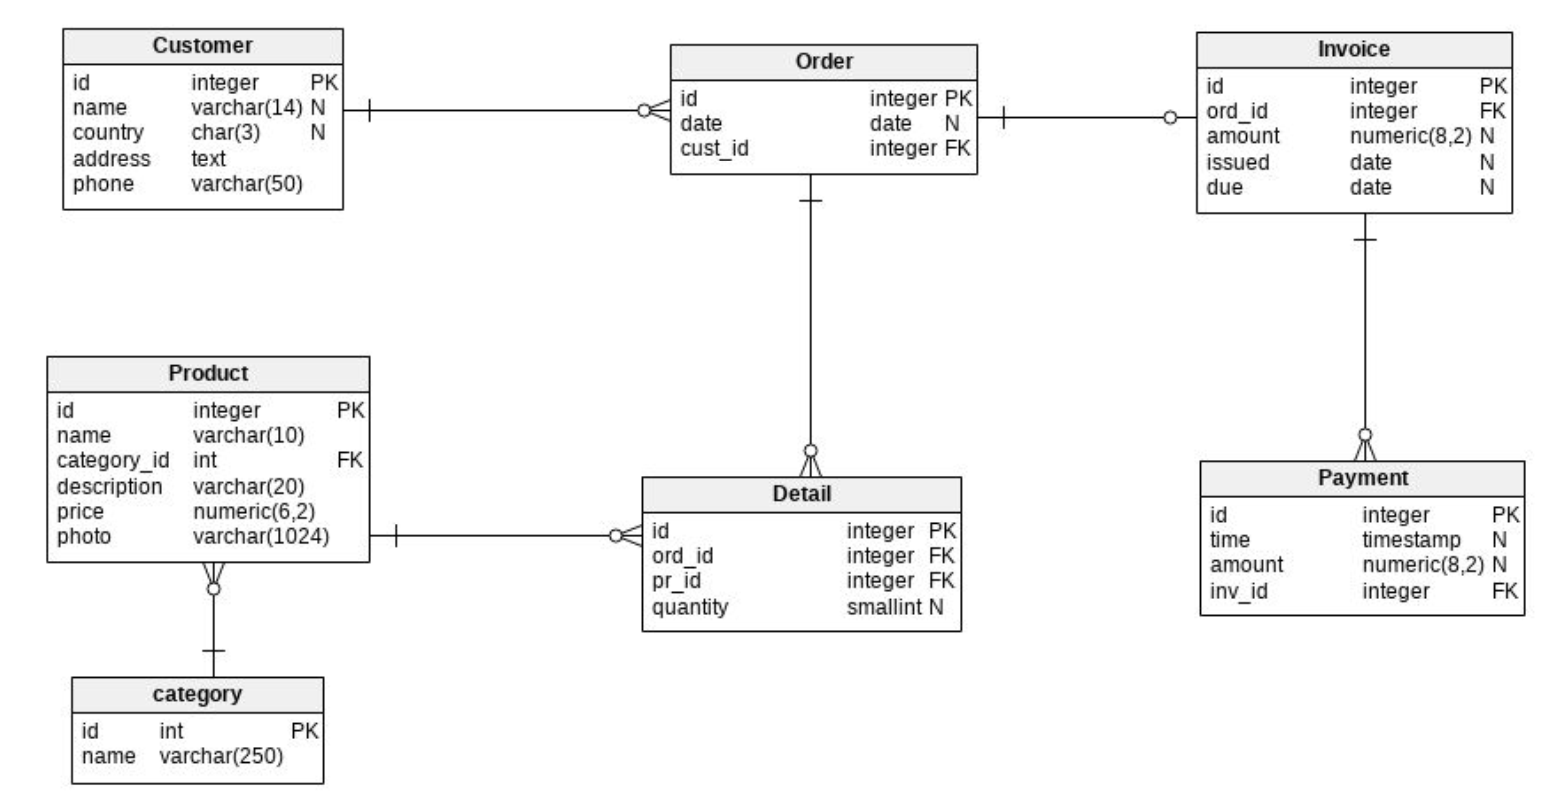 Customer
id integer PK
name varchar(14) N
country char(3) N
address text
phone varchar(50)
Order
id integer PK
date date N
cust_id integer FK
Invoice
id integer PK
ord_id integer FK
amount numeric(8,2) N
issued date N
due date N
Product
id integer PK
name varchar(10)
category_id int FK
description varchar(20)
price numeric(6,2)
photo varchar(1024)
Detail
id integer PK
ord_id integer FK
pr_id integer FK
quantity smallint N
Payment
id integer PK
time timestamp N
amount numeric(8,2) N
inv_id integer FK
category
id int PK
name varchar(250)